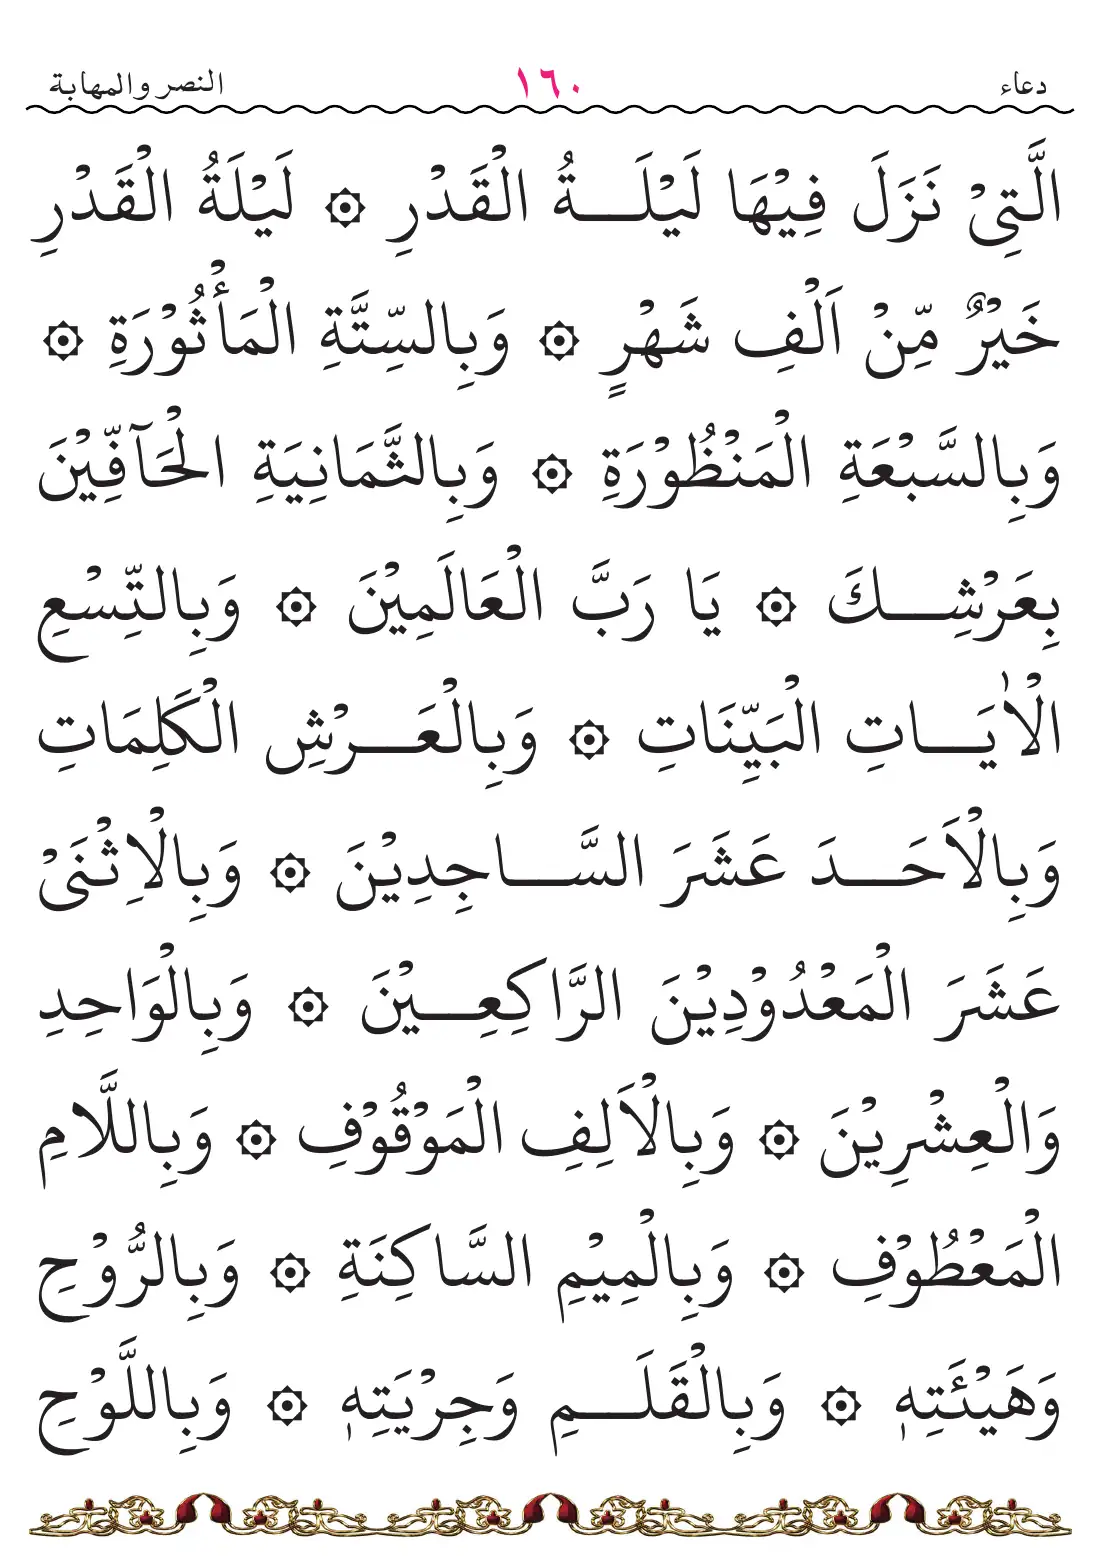 دعاء ١٦٠ النصر والمهابة
الَّتِىْ نَزَلَ فِيْهَا لَيْلَـــةُ الْقَدْرِ ۞ لَيْلَةُ الْقَدْرِ
خَيْرٌ مِّنْ اَلْفِ شَهْرٍ ۞ وَبِالسِّتَّةِ الْمَأْثُوْرَةِ ۞
وَبِالسَّبْعَةِ الْمَنْظُوْرَةِ ۞ وَبِالثَّمَانِيَةِ الْحَآفِّيْنَ
بِعَرْشِـــكَ ۞ يَا رَبَّ الْعَالَمِيْنَ ۞ وَبِالتِّسْعِ
الْاٰيَـــاتِ الْبَيِّنَاتِ ۞ وَبِالْعَـــرْشِ الْكَلِمَاتِ
وَبِالْاَحَـــدَ عَشَرَ السَّـــاجِدِيْنَ ۞ وَبِالْاِثْنَىْ
عَشَرَ الْمَعْدُوْدِيْنَ الرَّاكِعِـــيْنَ ۞ وَبِالْوَاحِدِ
وَالْعِشْرِيْنَ ۞ وَبِالْاَلِفِ الْمَوْقُوْفِ ۞ وَبِاللَّامِ
الْمَعْطُوْفِ ۞ وَبِالْمِيْمِ السَّاكِنَةِ ۞ وَبِالرُّوْحِ
وَهَيْئَتِهٖ ۞ وَبِالْقَلَـــمِ وَجِرْيَتِهٖ ۞ وَبِاللَّوْحِ